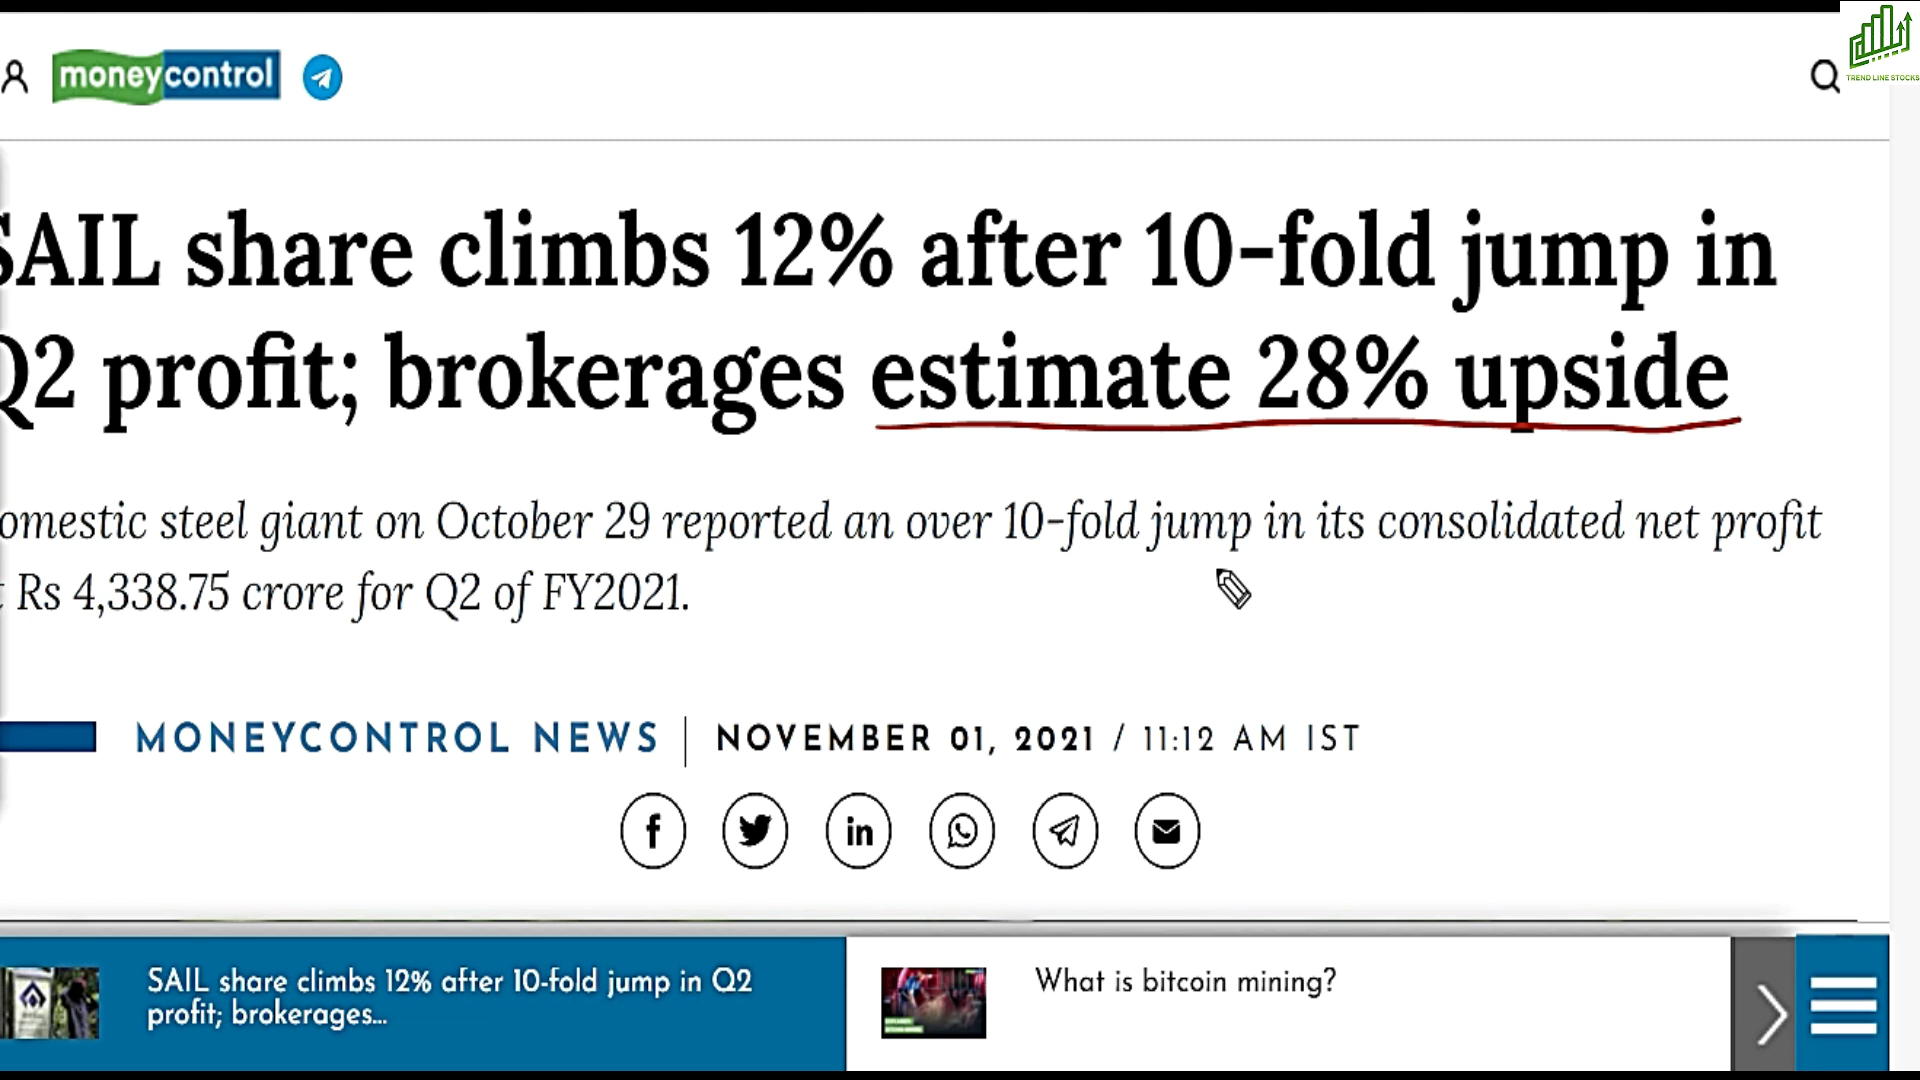 moneycontrol
TREND LINE STOCKS
SAIL share climbs 12% after 10-fold jump in
Q2 profit; brokerages estimate 28% upside
omestic steel giant on October 29 reported an over 10-fold jump in its consolidated net profit
Rs 4,338.75 crore for Q2 of FY2021.
MONEYCONTROL NEWS | NOVEMBER 01, 2021 / 11:12 AM IST
SAIL share climbs 12% after 10-fold jump in Q2
profit; brokerages...
What is bitcoin mining?